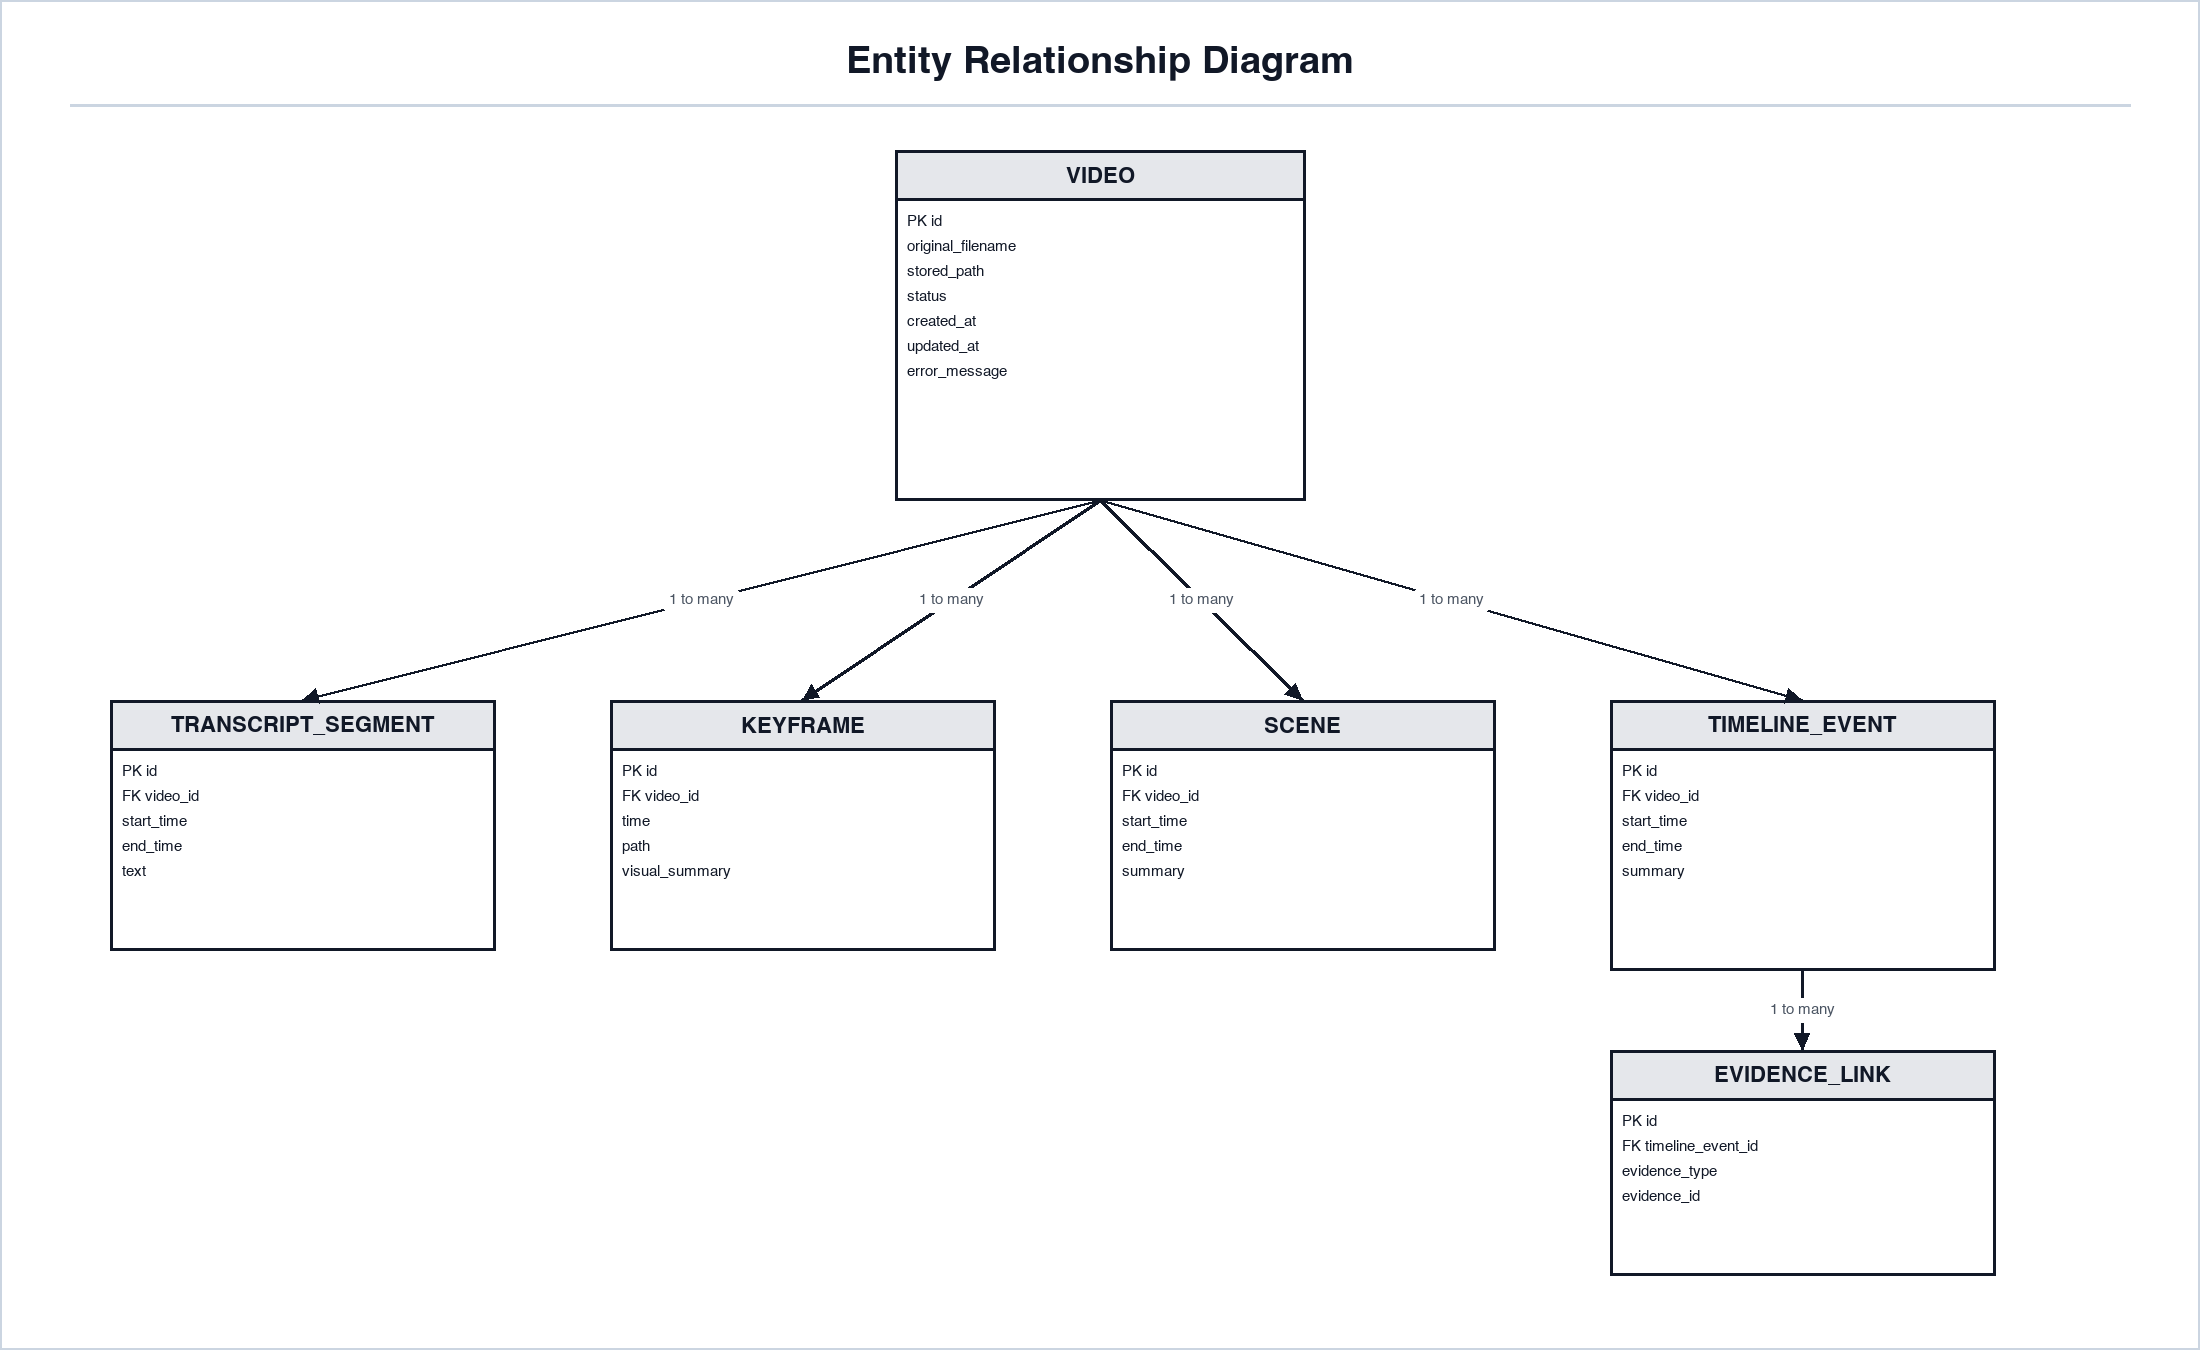 Entity Relationship Diagram
VIDEO
PK id
original_filename
stored_path
status
created_at
updated_at
error_message
1 to many
1 to many
1 to many
1 to many
TRANSCRIPT_SEGMENT
PK id
FK video_id
start_time
end_time
text
KEYFRAME
PK id
FK video_id
time
path
visual_summary
SCENE
PK id
FK video_id
start_time
end_time
summary
TIMELINE_EVENT
PK id
FK video_id
start_time
end_time
summary
1 to many
EVIDENCE_LINK
PK id
FK timeline_event_id
evidence_type
evidence_id